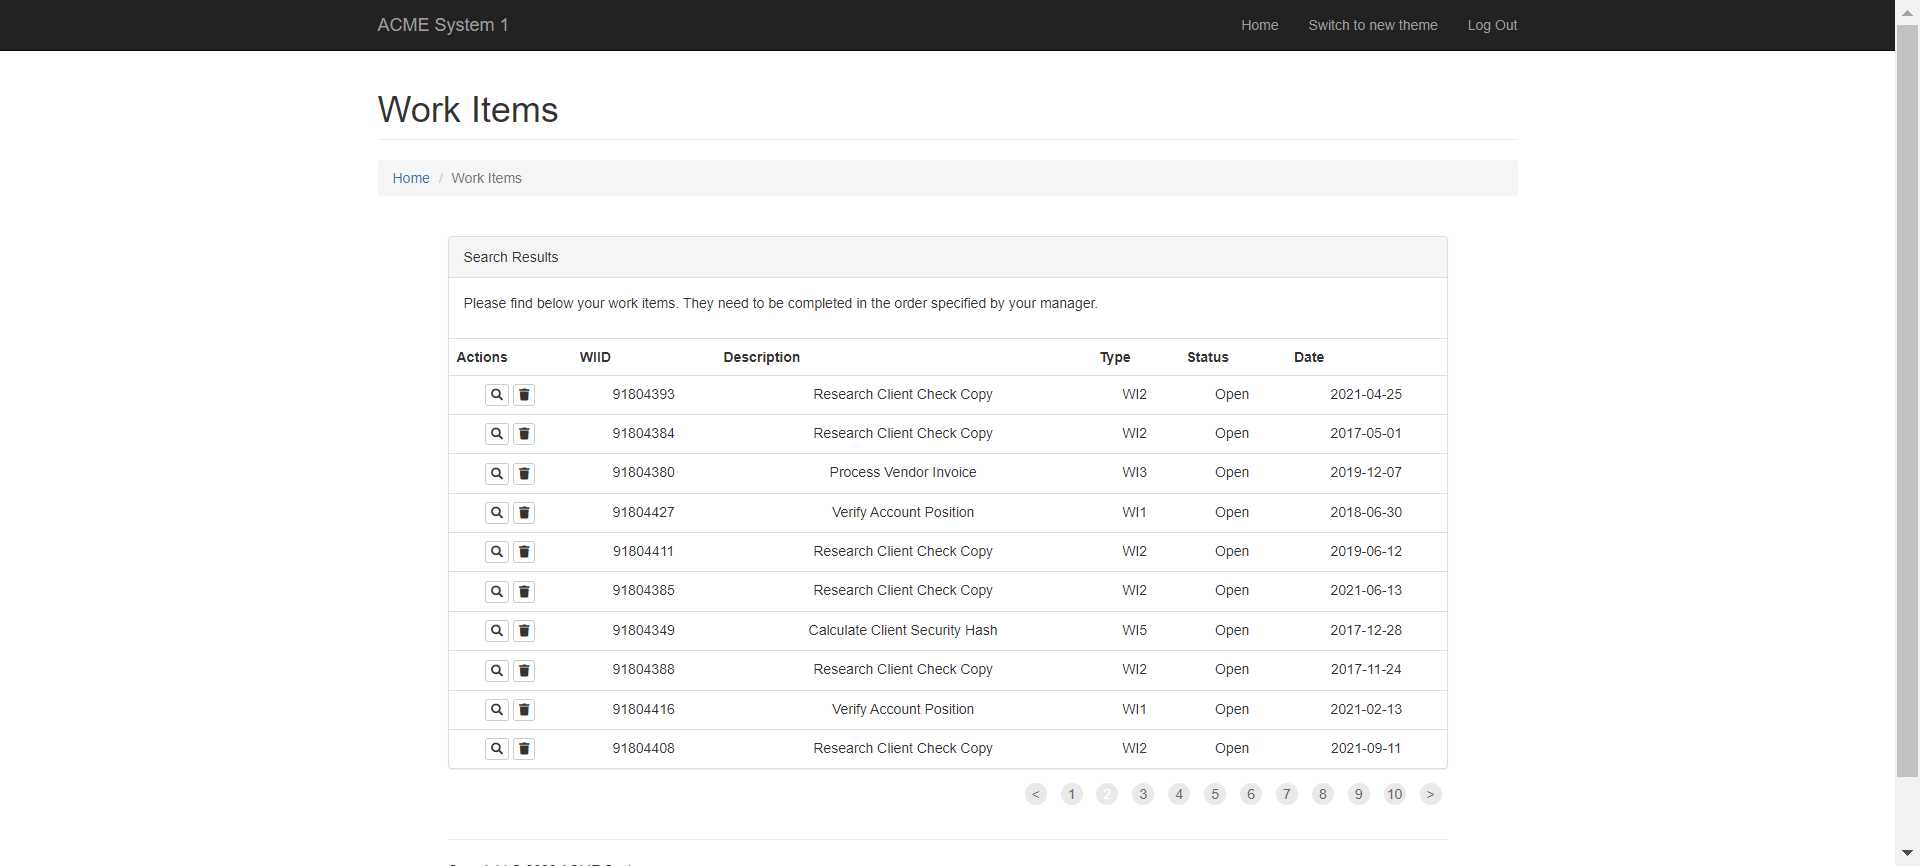 ACME System 1 Home Switch to new theme Log Out
Work Items
Home / Work Items
Search Results
Please find below your work items. They need to be completed in the order specified by your manager.
Actions WIID Description Type Status Date
91804393 Research Client Check Copy WI2 Open 2021-04-25
91804384 Research Client Check Copy WI2 Open 2017-05-01
91804380 Process Vendor Invoice WI3 Open 2019-12-07
91804427 Verify Account Position WI1 Open 2018-06-30
91804411 Research Client Check Copy WI2 Open 2019-06-12
91804385 Research Client Check Copy WI2 Open 2021-06-13
91804349 Calculate Client Security Hash WI5 Open 2017-12-28
91804388 Research Client Check Copy WI2 Open 2017-11-24
91804416 Verify Account Position WI1 Open 2021-02-13
91804408 Research Client Check Copy WI2 Open 2021-09-11
< 1 2 3 4 5 6 7 8 9 10 >